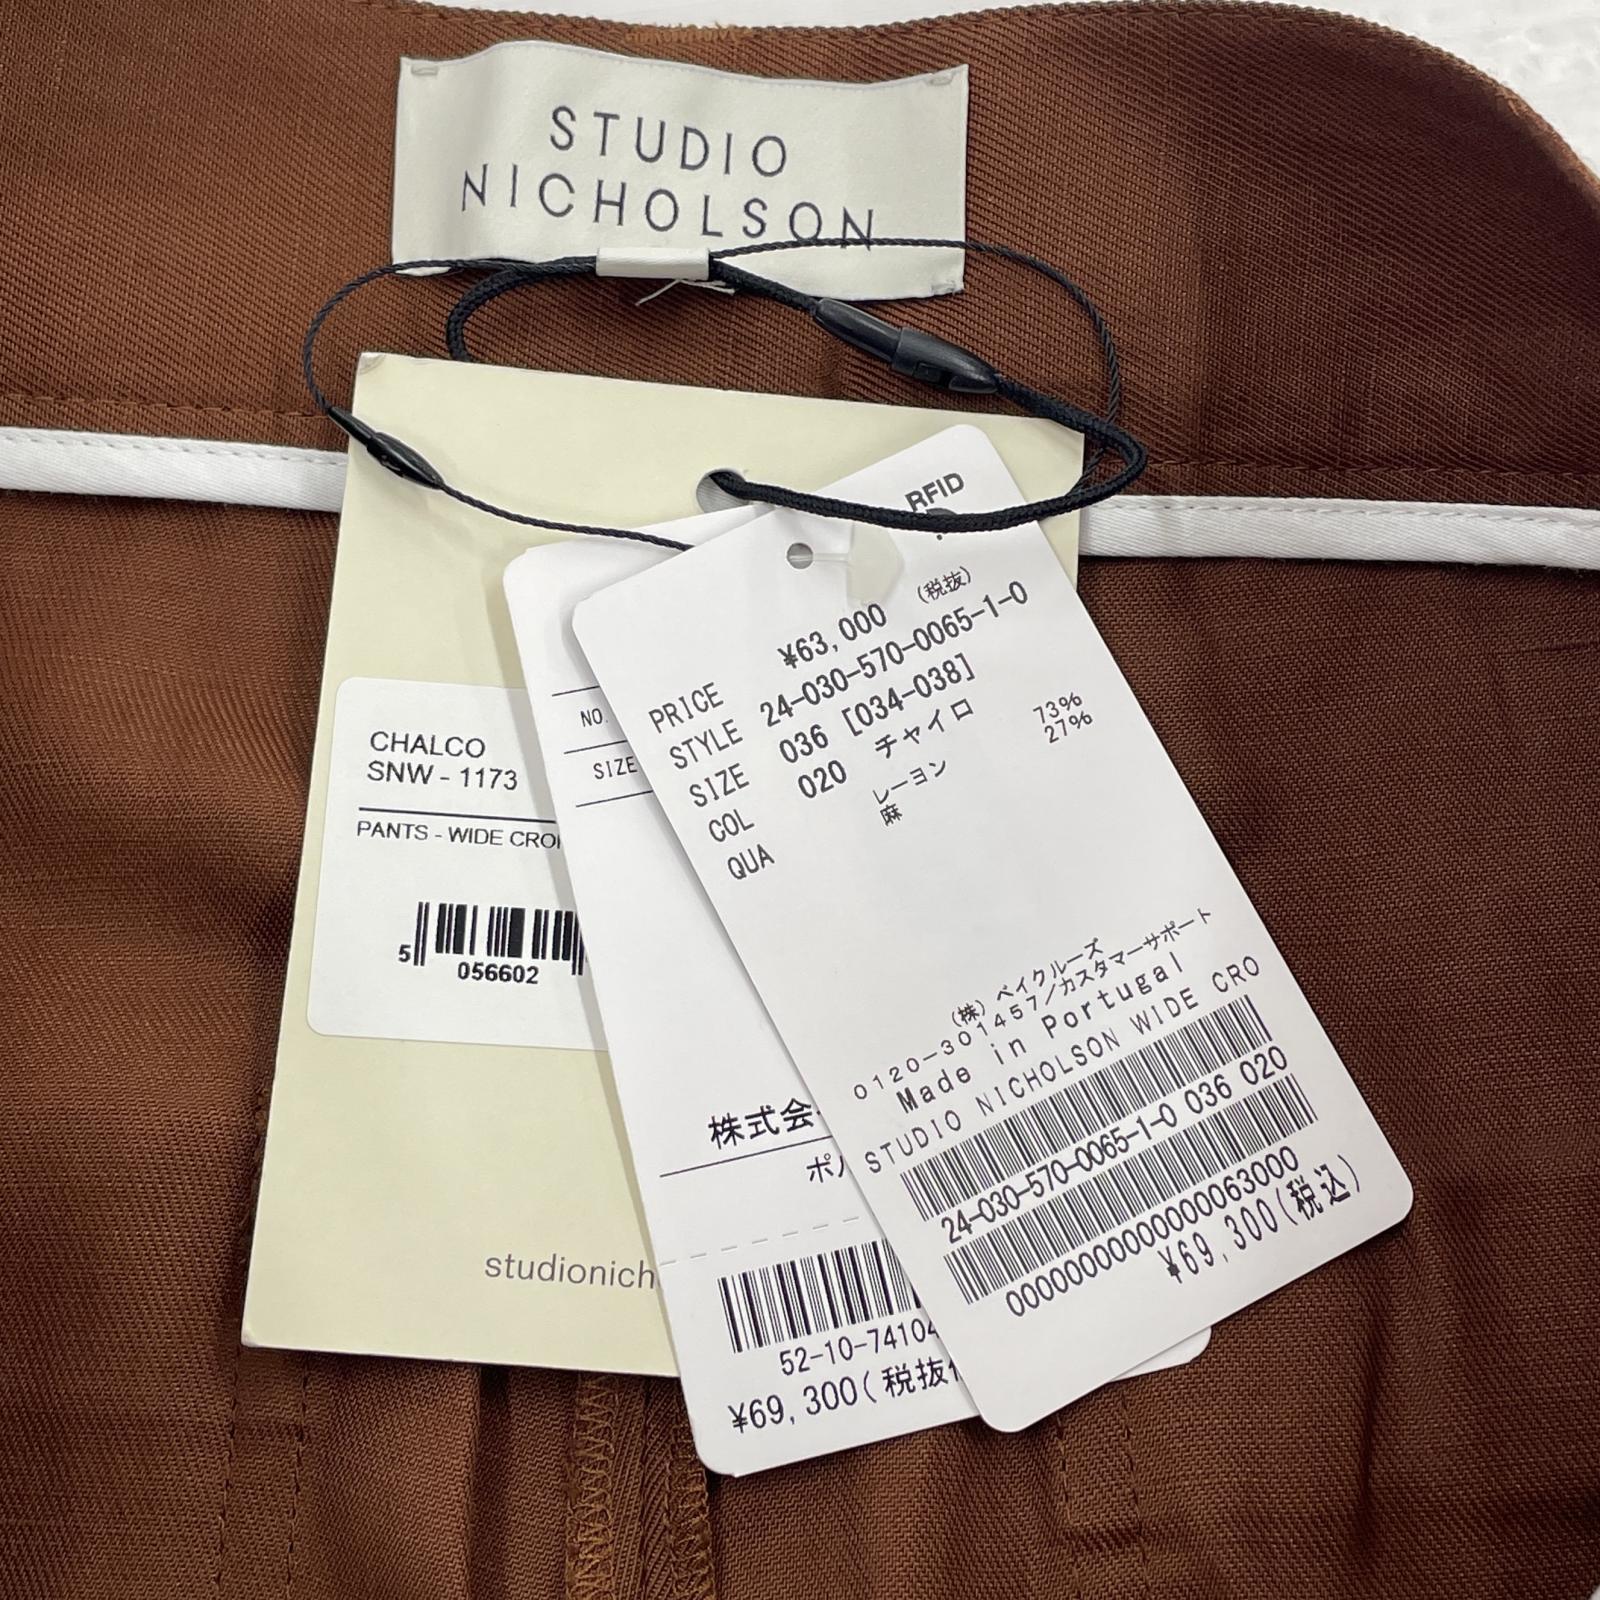 STUDIO
NICHOLSON
CHALCO
SNW - 1173
PANTS - WIDE CRO
5
056602
studionich
NO.
SIZE
株式会
52-10-74104
¥69,300(税抜
RFID
(税抜)
PRICE ¥63,000
STYLE 24-030-570-0065-1-0
SIZE 036 [034-038]
COL 020 チャイロ
QUA レーヨン 73%
麻 27%
(株) ベイクルーズ
0120-301457/カスタマーサポート
Made in Portugal
STUDIO NICHOLSON WIDE CRO
24-030-570-0065-1-0 036 020
0000000000000063000
¥69,300(税込)